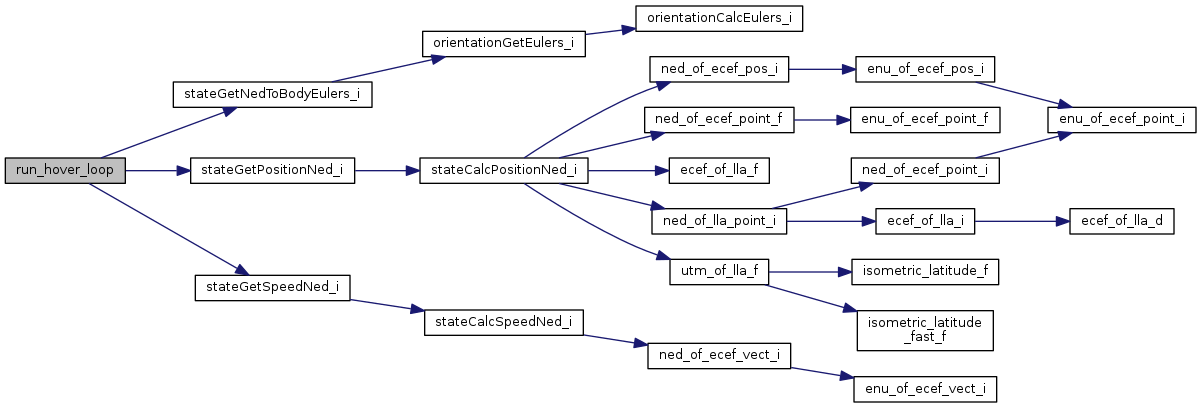 run_hover_loop
stateGetNedToBodyEulers_i
orientationGetEulers_i
orientationCalcEulers_i
stateGetPositionNed_i
stateCalcPositionNed_i
ned_of_ecef_pos_i
enu_of_ecef_pos_i
enu_of_ecef_point_i
ned_of_ecef_point_f
enu_of_ecef_point_f
ecef_of_lla_f
ned_of_ecef_point_i
ned_of_lla_point_i
ecef_of_lla_i
ecef_of_lla_d
utm_of_lla_f
isometric_latitude_f
isometric_latitude
_fast_f
stateGetSpeedNed_i
stateCalcSpeedNed_i
ned_of_ecef_vect_i
enu_of_ecef_vect_i